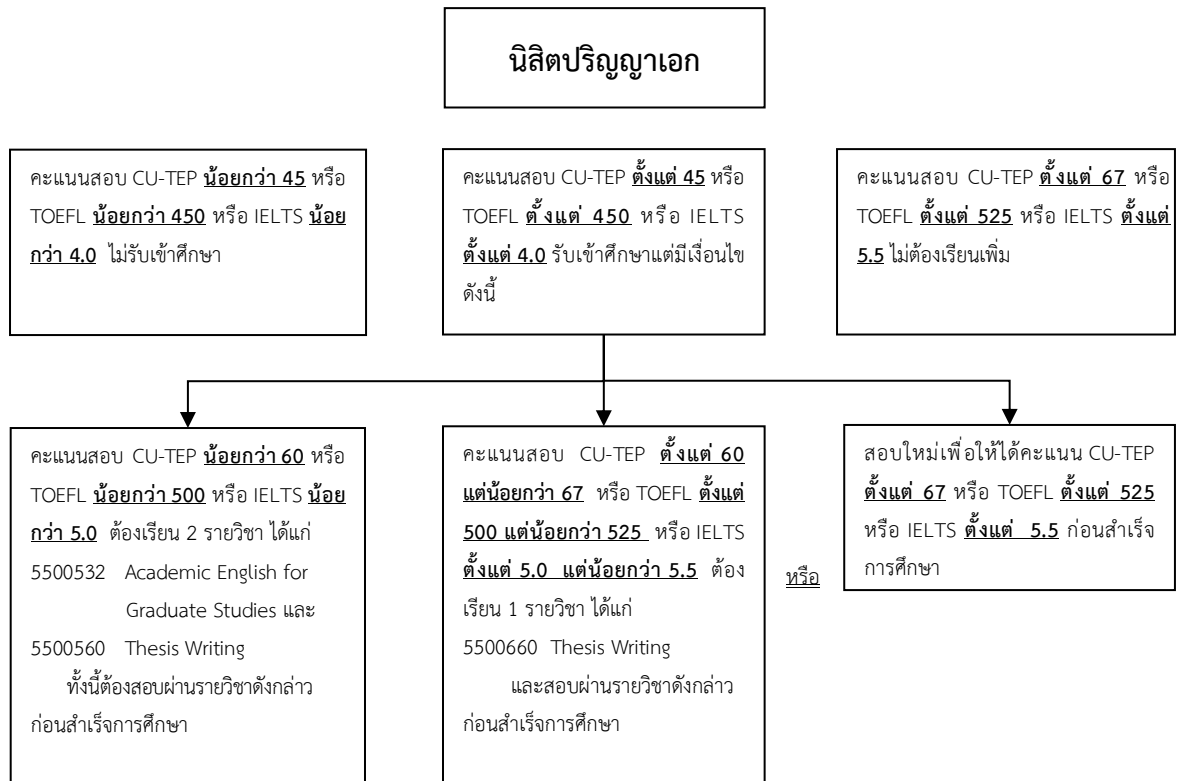 นิสิตปริญญาเอก
คะแนนสอบ CU-TEP น้อยกว่า 45 หรือ
TOEFL น้อยกว่า 450 หรือ IELTS น้อย
กว่า 4.0 ไม่รับเข้าศึกษา
คะแนนสอบ CU-TEP ตั้งแต่ 45 หรือ
TOEFL ตั้งแต่ 450 หรือ IELTS
ตั้งแต่ 4.0 รับเข้าศึกษาแต่มีเงื่อนไข
ดังนี้
คะแนนสอบ CU-TEP ตั้งแต่ 67 หรือ
TOEFL ตั้งแต่ 525 หรือ IELTS ตั้งแต่
5.5 ไม่ต้องเรียนเพิ่ม
คะแนนสอบ CU-TEP น้อยกว่า 60 หรือ
TOEFL น้อยกว่า 500 หรือ IELTS น้อย
กว่า 5.0 ต้องเรียน 2 รายวิชา ได้แก่
5500532 Academic English for
Graduate Studies และ
5500560 Thesis Writing
ทั้งนี้ต้องสอบผ่านรายวิชาดังกล่าว
ก่อนสำเร็จการศึกษา
คะแนนสอบ CU-TEP ตั้งแต่ 60
แต่น้อยกว่า 67 หรือ TOEFL ตั้งแต่
500 แต่น้อยกว่า 525 หรือ IELTS
ตั้งแต่ 5.0 แต่น้อยกว่า 5.5 ต้อง
เรียน 1 รายวิชา ได้แก่
5500660 Thesis Writing
และสอบผ่านรายวิชาดังกล่าว
ก่อนสำเร็จการศึกษา
หรือ
สอบใหม่เพื่อให้ได้คะแนน CU-TEP
ตั้งแต่ 67 หรือ TOEFL ตั้งแต่ 525
หรือ IELTS ตั้งแต่ 5.5 ก่อนสำเร็จ
การศึกษา